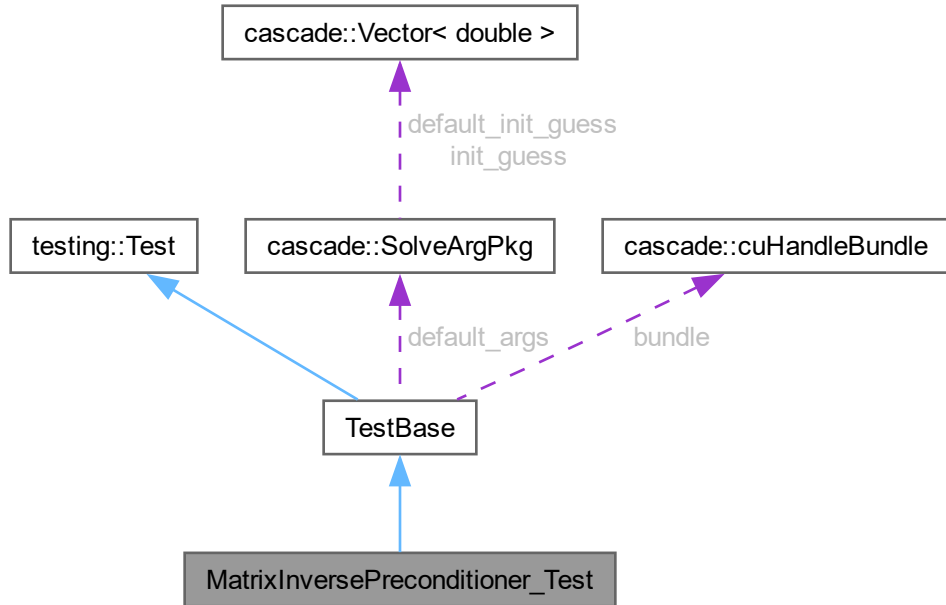 cascade::Vector< double >
default_init_guess
init_guess
testing::Test
cascade::SolveArgPkg
cascade::cuHandleBundle
default_args
bundle
TestBase
MatrixInversePreconditioner_Test